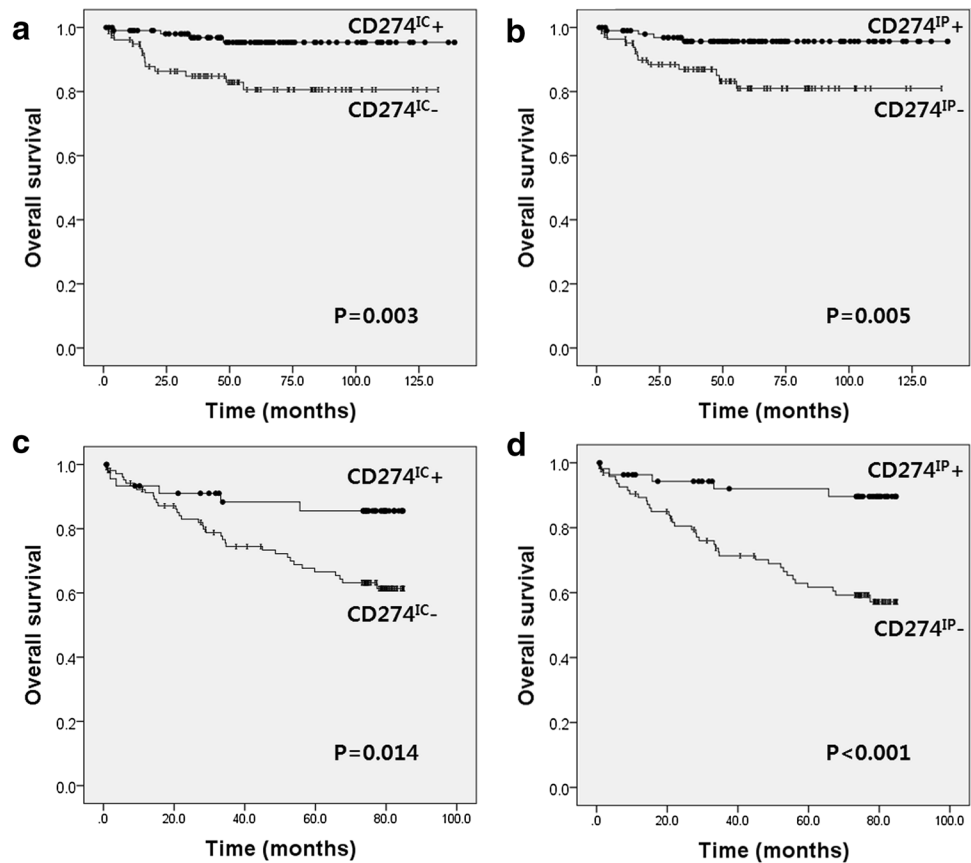 a
CD274IC+
CD274IC-
P=0.003
Overall survival
1.0
0.8
0.6
0.4
0.2
0.0
.0 25.0 50.0 75.0 100.0 125.0
Time (months)
b
CD274IP+
CD274IP-
P=0.005
Overall survival
1.0
0.8
0.6
0.4
0.2
0.0
.0 25.0 50.0 75.0 100.0 125.0
Time (months)
c
CD274IC+
CD274IC-
P=0.014
Overall survival
1.0
0.8
0.6
0.4
0.2
0.0
.0 20.0 40.0 60.0 80.0 100.0
Time (months)
d
CD274IP+
CD274IP-
P<0.001
Overall survival
1.0
0.8
0.6
0.4
0.2
0.0
.0 20.0 40.0 60.0 80.0 100.0
Time (months)